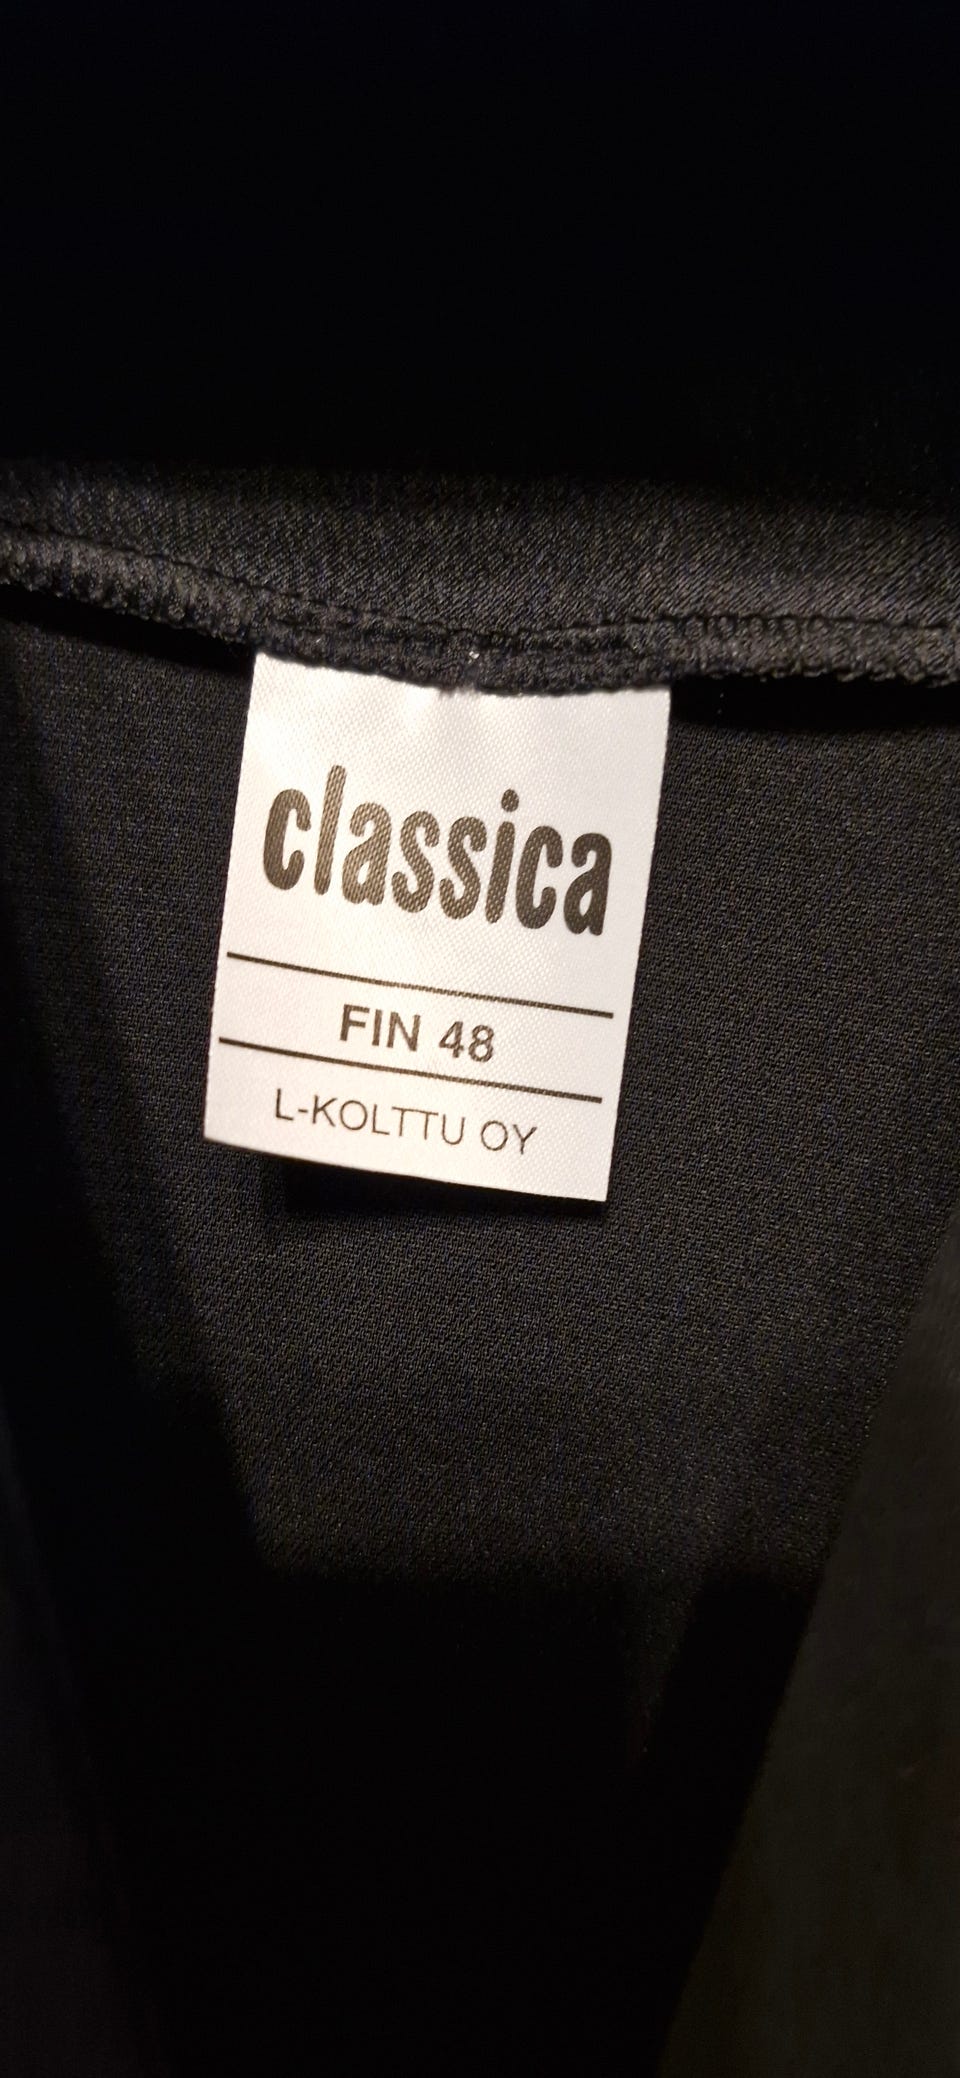 classica
FIN 48
L-KOLTTU OY